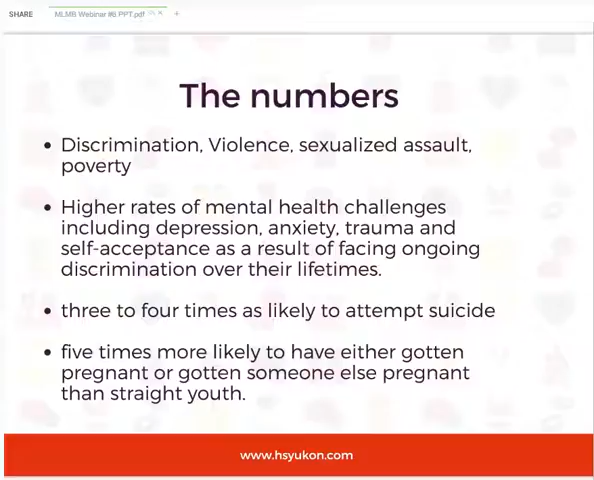 SHARE MLMB Webinar #6 PPT.pdf
The numbers
• Discrimination, Violence, sexualized assault,
poverty
• Higher rates of mental health challenges
including depression, anxiety, trauma and
self-acceptance as a result of facing ongoing
discrimination over their lifetimes.
• three to four times as likely to attempt suicide
• five times more likely to have either gotten
pregnant or gotten someone else pregnant
than straight youth.
www.hsyukon.com